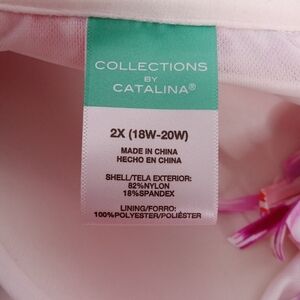 COLLECTIONS
BY
CATALINA®
2X (18W-20W)
MADE IN CHINA
HECHO EN CHINA
SHELL/TELA EXTERIOR:
82%NYLON
18%SPANDEX
LINING/FORRO:
100%POLYESTER/POLIÉSTER